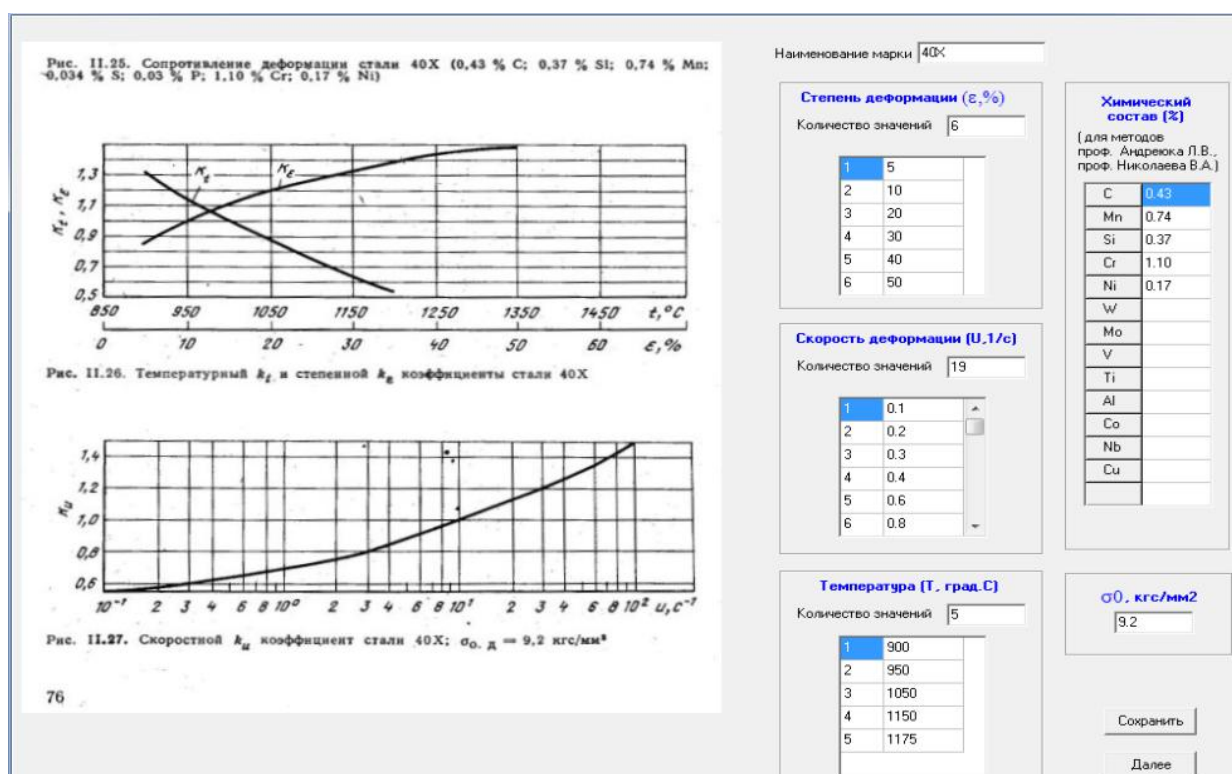 Рис. II.25. Сопротивление деформации стали 40Х (0,43 % С; 0,37 % Si; 0,74 % Mn;
0,034 % S; 0,03 % P; 1,10 % Cr; 0,17 % Ni)
Kt, Kε
1,3
1,1
0,9
0,7
0,5
Kt
Kε
850 950 1050 1150 1250 1350 1450 t,°C
0 10 20 30 40 50 60 ε,%
Рис. II.26. Температурный kt и степенной kε коэффициенты стали 40Х
Ku
1,4
1,2
1,0
0,8
0,6
10⁻¹ 2 3 4 6 8 10⁰ 2 3 4 6 8 10¹ 2 3 4 6 8 10² u,c⁻¹
Рис. II.27. Скоростной ku коэффициент стали 40Х; σо. д = 9,2 кгс/мм²
76
Наименование марки 40Х
Степень деформации (ε,%)
Количество значений 6
1 5
2 10
3 20
4 30
5 40
6 50
Скорость деформации (U,1/c)
Количество значений 19
1 0.1
2 0.2
3 0.3
4 0.4
5 0.6
6 0.8
Температура (Т, град.С)
Количество значений 5
1 900
2 950
3 1050
4 1150
5 1175
Химический
состав (%)
( для методов
проф. Андреюка Л.В.,
проф. Николаева В.А.)
C 0.43
Mn 0.74
Si 0.37
Cr 1.10
Ni 0.17
W
Mo
V
Ti
Al
Co
Nb
Cu
σ0, кгс/мм2
9.2
Сохранить
Далее